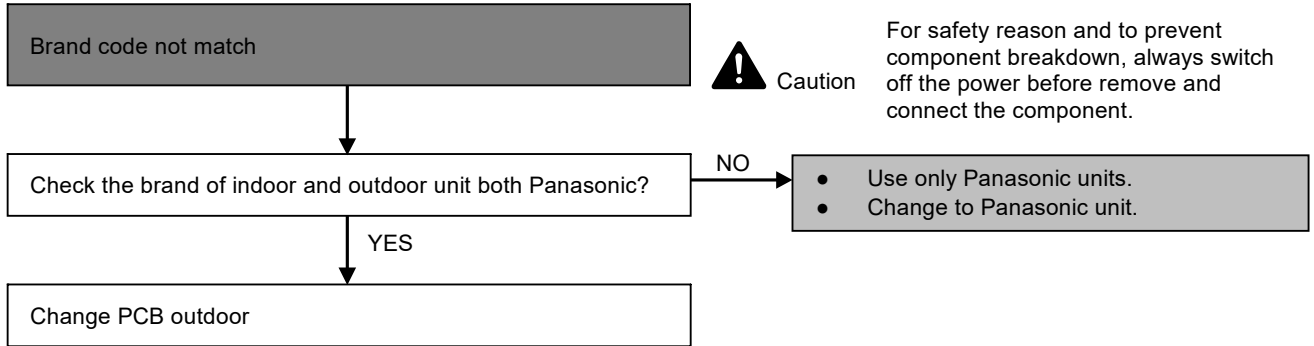 Brand code not match
Caution
For safety reason and to prevent
component breakdown, always switch
off the power before remove and
connect the component.
Check the brand of indoor and outdoor unit both Panasonic?
NO
● Use only Panasonic units.
● Change to Panasonic unit.
YES
Change PCB outdoor